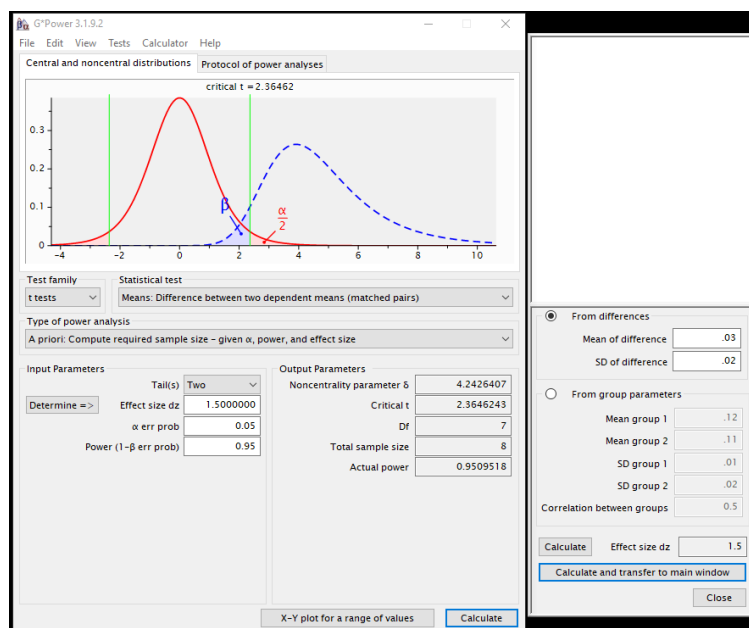 G*Power 3.1.9.2
File Edit View Tests Calculator Help
Central and noncentral distributions Protocol of power analyses
critical t = 2.36462
0.3
0.2
0.1
0
β
α
2
-4 -2 0 2 4 6 8 10
Test family Statistical test
t tests Means: Difference between two dependent means (matched pairs)
Type of power analysis
A priori: Compute required sample size - given α, power, and effect size
Input Parameters Output Parameters
Tail(s) Two Noncentrality parameter δ 4.2426407
Determine => Effect size dz 1.5000000 Critical t 2.3646243
α err prob 0.05 Df 7
Power (1-β err prob) 0.95 Total sample size 8
Actual power 0.9509518
X-Y plot for a range of values Calculate
From differences
Mean of difference .03
SD of difference .02
From group parameters
Mean group 1 .12
Mean group 2 .11
SD group 1 .01
SD group 2 .02
Correlation between groups 0.5
Calculate Effect size dz 1.5
Calculate and transfer to main window
Close